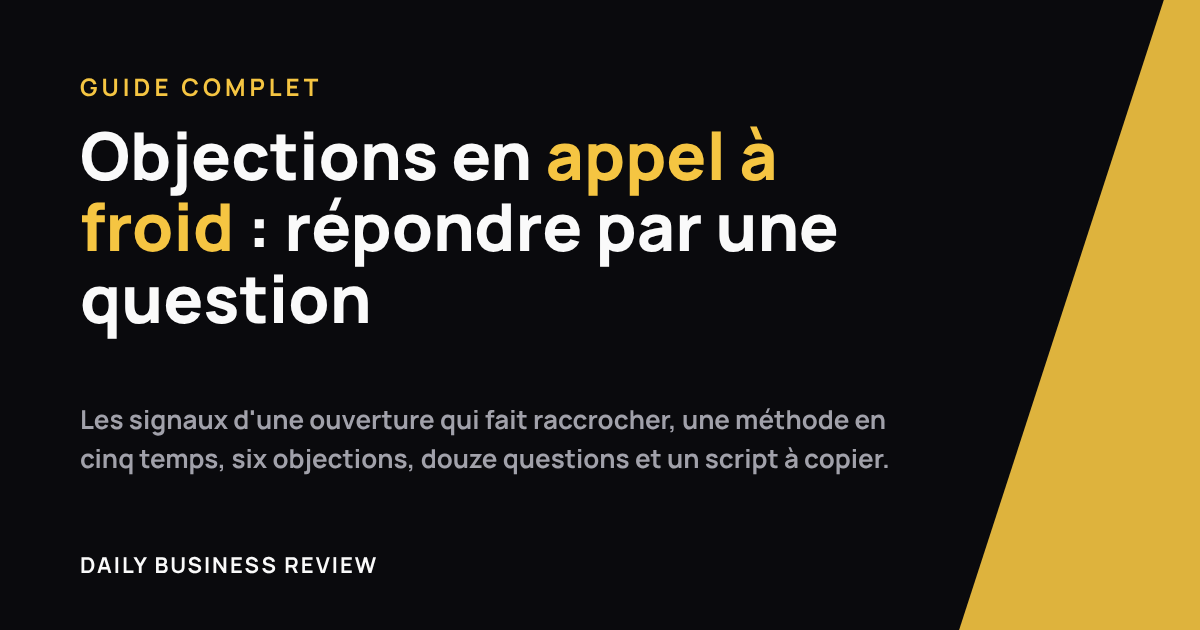 GUIDE COMPLET
Objections en appel à
froid : répondre par une
question
Les signaux d'une ouverture qui fait raccrocher, une méthode en
cinq temps, six objections, douze questions et un script à copier.
DAILY BUSINESS REVIEW